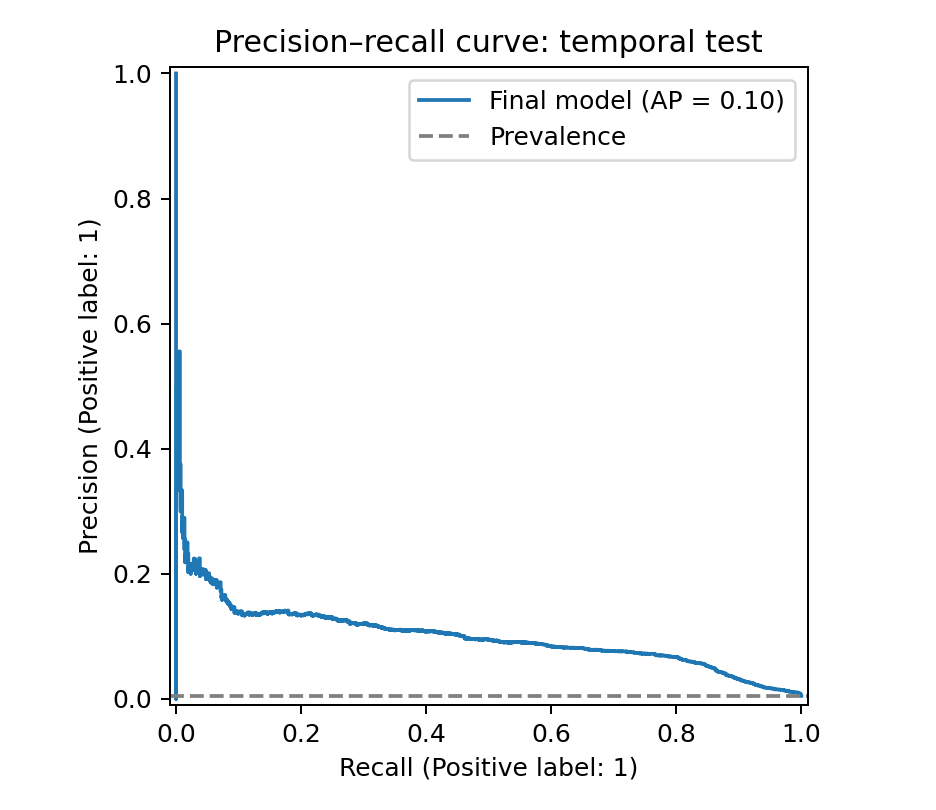 Precision–recall curve: temporal test
Final model (AP = 0.10)
Prevalence
Precision (Positive label: 1)
1.0
0.8
0.6
0.4
0.2
0.0
0.0 0.2 0.4 0.6 0.8 1.0
Recall (Positive label: 1)